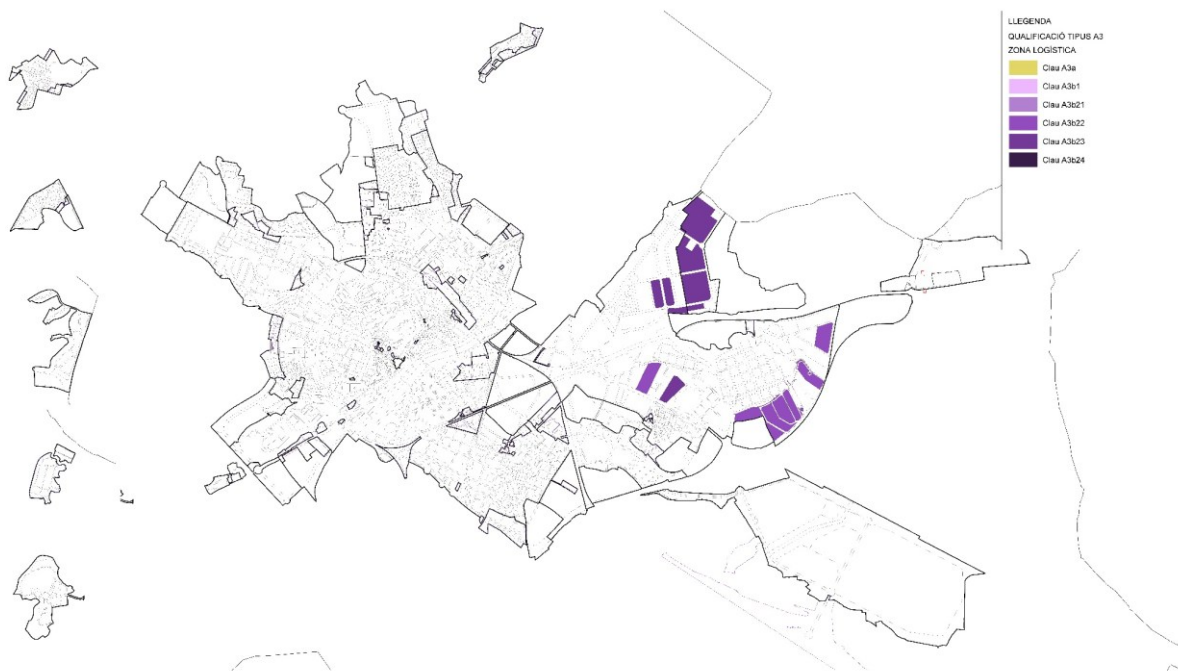 LLEGENDA
QUALIFICACIÓ TIPUS A3
ZONA LOGÍSTICA
Clau A3a
Clau A3b1
Clau A3b21
Clau A3b22
Clau A3b23
Clau A3b24